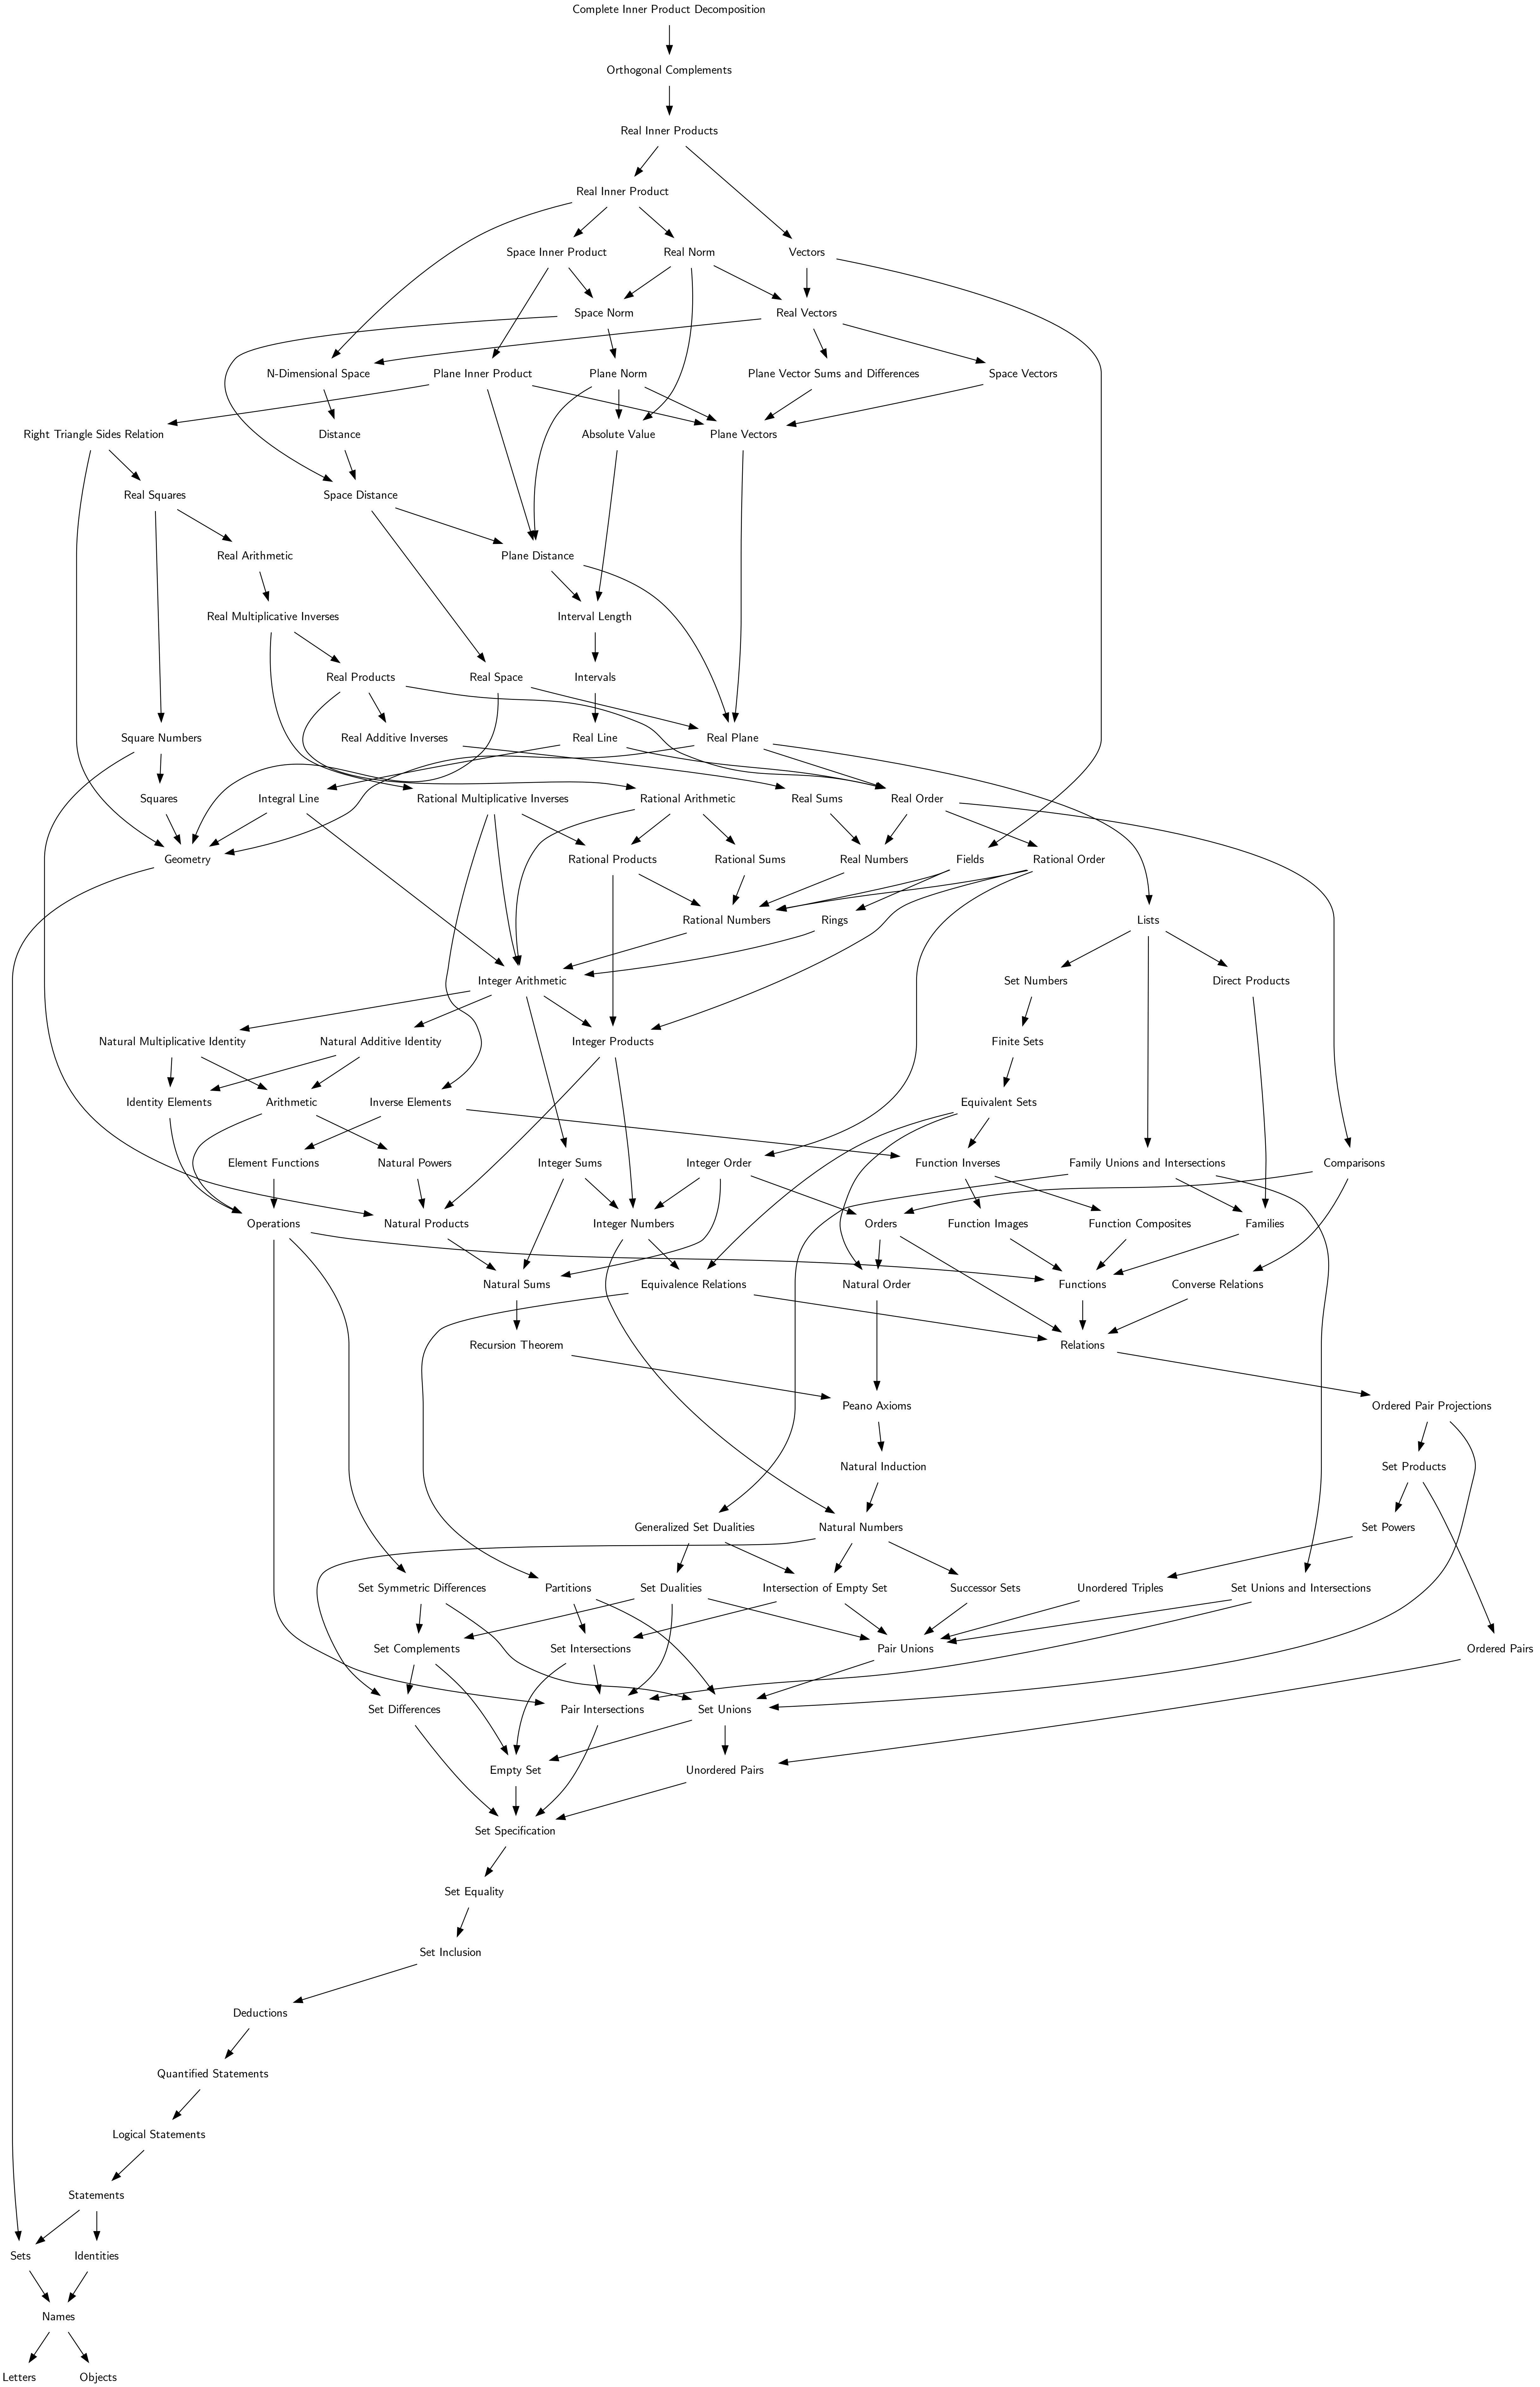 Complete Inner Product Decomposition
Orthogonal Complements
Real Inner Products
Real Inner Product
Space Inner Product
Real Norm
Vectors
Space Norm
Real Vectors
N-Dimensional Space
Plane Inner Product
Plane Norm
Plane Vector Sums and Differences
Space Vectors
Right Triangle Sides Relation
Distance
Absolute Value
Plane Vectors
Real Squares
Space Distance
Real Arithmetic
Plane Distance
Real Multiplicative Inverses
Interval Length
Real Products
Real Space
Intervals
Square Numbers
Real Additive Inverses
Real Line
Real Plane
Squares
Integral Line
Rational Multiplicative Inverses
Rational Arithmetic
Real Sums
Real Order
Geometry
Rational Products
Rational Sums
Real Numbers
Fields
Rational Order
Rational Numbers
Rings
Lists
Integer Arithmetic
Set Numbers
Direct Products
Natural Multiplicative Identity
Natural Additive Identity
Integer Products
Finite Sets
Identity Elements
Arithmetic
Inverse Elements
Equivalent Sets
Element Functions
Natural Powers
Integer Sums
Integer Order
Function Inverses
Family Unions and Intersections
Comparisons
Operations
Natural Products
Integer Numbers
Orders
Function Images
Function Composites
Families
Natural Sums
Equivalence Relations
Natural Order
Functions
Converse Relations
Recursion Theorem
Relations
Peano Axioms
Ordered Pair Projections
Natural Induction
Set Products
Generalized Set Dualities
Natural Numbers
Set Powers
Set Symmetric Differences
Partitions
Set Dualities
Intersection of Empty Set
Successor Sets
Unordered Triples
Set Unions and Intersections
Set Complements
Set Intersections
Pair Unions
Ordered Pairs
Set Differences
Pair Intersections
Set Unions
Empty Set
Unordered Pairs
Set Specification
Set Equality
Set Inclusion
Deductions
Quantified Statements
Logical Statements
Statements
Sets
Identities
Names
Letters
Objects